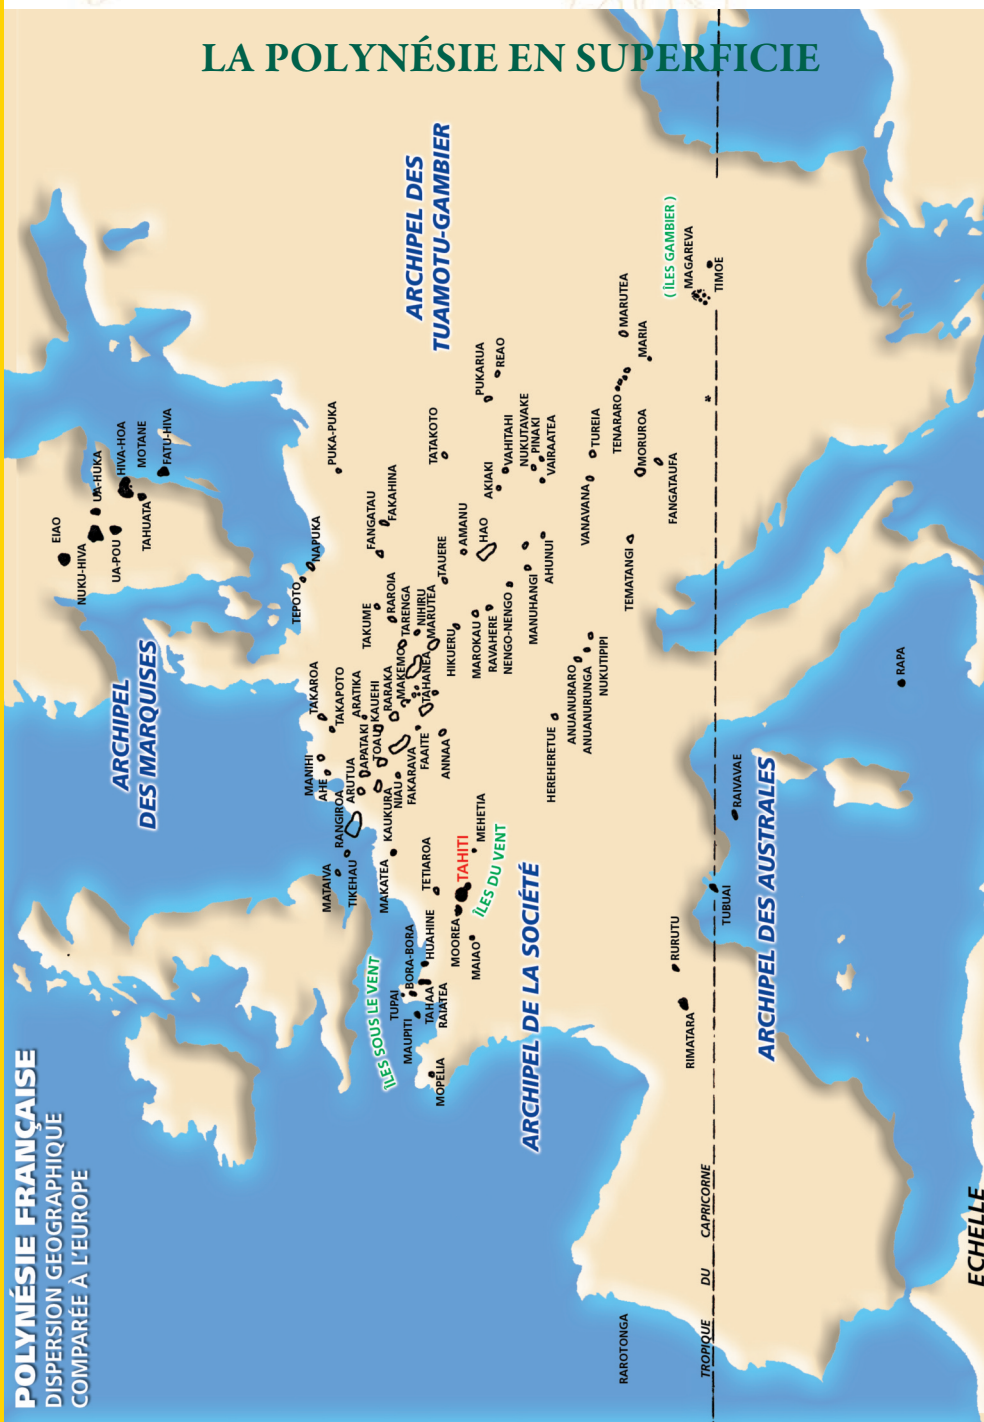 LA POLYNÉSIE EN SUPERFICIE
POLYNÉSIE FRANÇAISE
DISPERSION GEOGRAPHIQUE
COMPARÉE À L'EUROPE
ARCHIPEL
DES MARQUISES
EIAO
NUKU-HIVA
UA-HUKA
UA-POU
HIVA-HOA
TAHUATA
MOTANE
FATU-HIVA
ARCHIPEL DES
TUAMOTU-GAMBIER
MATAIVA
TIKEHAU
RANGIROA
MANIHI
AHE
TAKAROA
TAKAPOTO
TEPOTO
NAPUKA
PUKA-PUKA
ARUTUA
APATAKI
ARATIKA
TOAU
KAUEHI
TAKUME
RAROIA
FANGATAU
FAKAHINA
MAKATEA
KAUKURA
NIAU
FAKARAVA
FAAITE
RARAKA
MAKEMO
TARENGA
NIHIRU
MARUTEA
TAHANEA
ANNAA
HIKUERU
TAUERE
TATAKOTO
AMANU
HAO
AKIAKI
PUKARUA
REAO
MAROKAU
RAVAHERE
NENGO-NENGO
VAHITAHI
NUKUTAVAKE
PINAKI
VAIRAATEA
MANUHANGI
AHUNUI
HEREHERETUE
ANUANURARO
ANUANURUNGA
NUKUTIPIPI
VANAVANA
TUREIA
TENARARO
MARUTEA
MARIA
TEMATANGI
MORUROA
FANGATAUFA
( ÎLES GAMBIER )
MAGAREVA
TIMOE
ÎLES SOUS LE VENT
TUPAI
MAUPITI
BORA-BORA
TAHAA
RAIATEA
HUAHINE
MOPELIA
TETIAROA
MOOREA
TAHITI
MAIAO
MEHETIA
ÎLES DU VENT
ARCHIPEL DE LA SOCIÉTÉ
RAROTONGA
RIMATARA
RURUTU
TUBUAI
RAIVAVAE
RAPA
ARCHIPEL DES AUSTRALES
TROPIQUE DU CAPRICORNE
ECHELLE